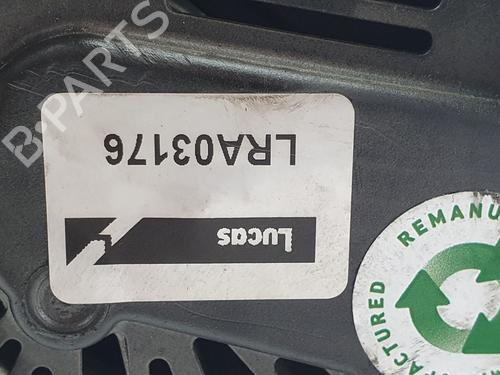 Lucas
LRA03176
REMANU
FACTURED
B-PARTS